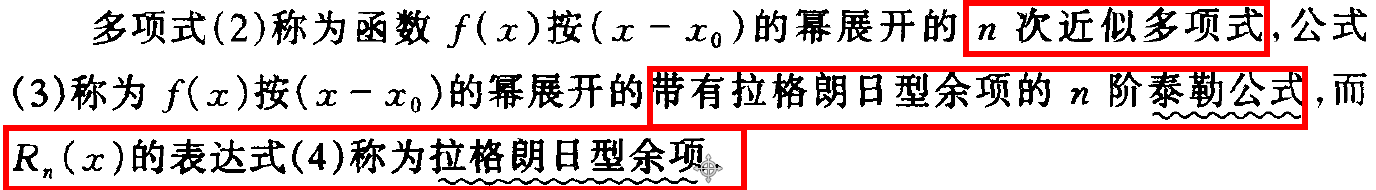 多项式(2)称为函数 f(x)按(x - x₀)的幂展开的 n 次近似多项式,公式
(3)称为 f(x)按(x - x₀)的幂展开的带有拉格朗日型余项的 n 阶泰勒公式,而
Rₙ(x)的表达式(4)称为拉格朗日型余项.